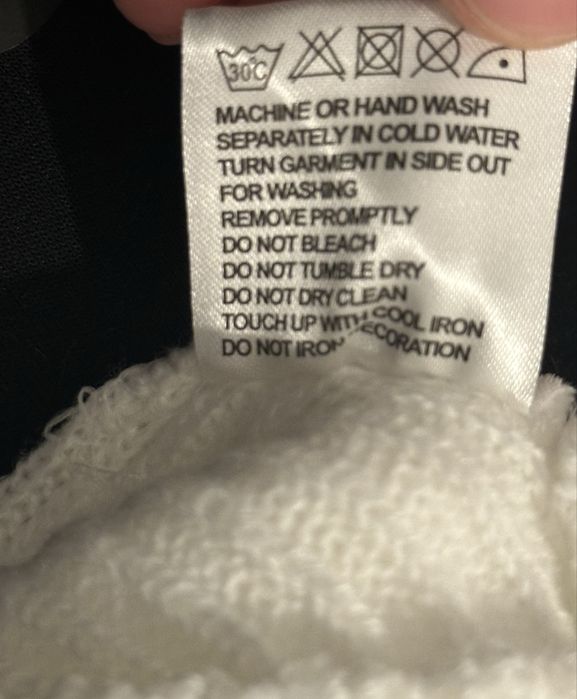 30C
MACHINE OR HAND WASH
SEPARATELY IN COLD WATER
TURN GARMENT IN SIDE OUT
FOR WASHING
REMOVE PROMPTLY
DO NOT BLEACH
DO NOT TUMBLE DRY
DO NOT DRY CLEAN
TOUCH UP WITH COOL IRON
DO NOT IRON DECORATION